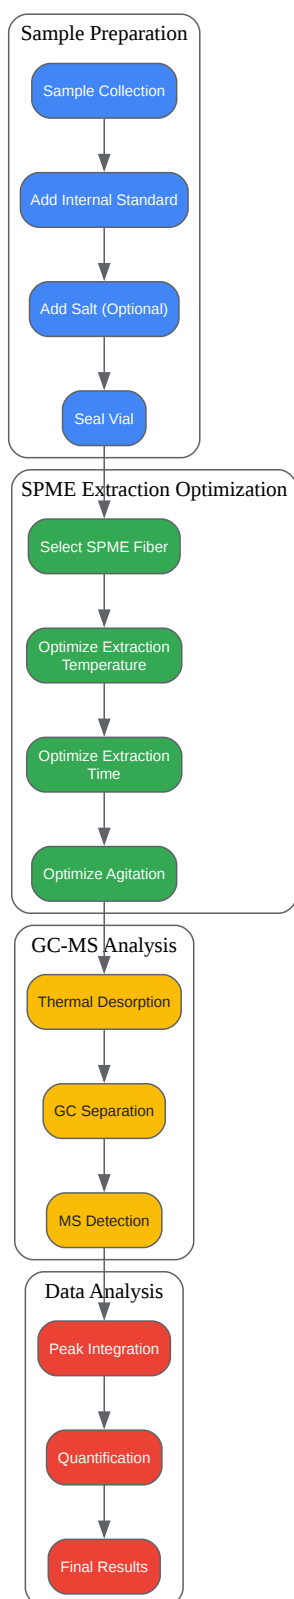 Sample Preparation
Sample Collection
Add Internal Standard
Add Salt (Optional)
Seal Vial
SPME Extraction Optimization
Select SPME Fiber
Optimize Extraction
Temperature
Optimize Extraction
Time
Optimize Agitation
GC-MS Analysis
Thermal Desorption
GC Separation
MS Detection
Data Analysis
Peak Integration
Quantification
Final Results